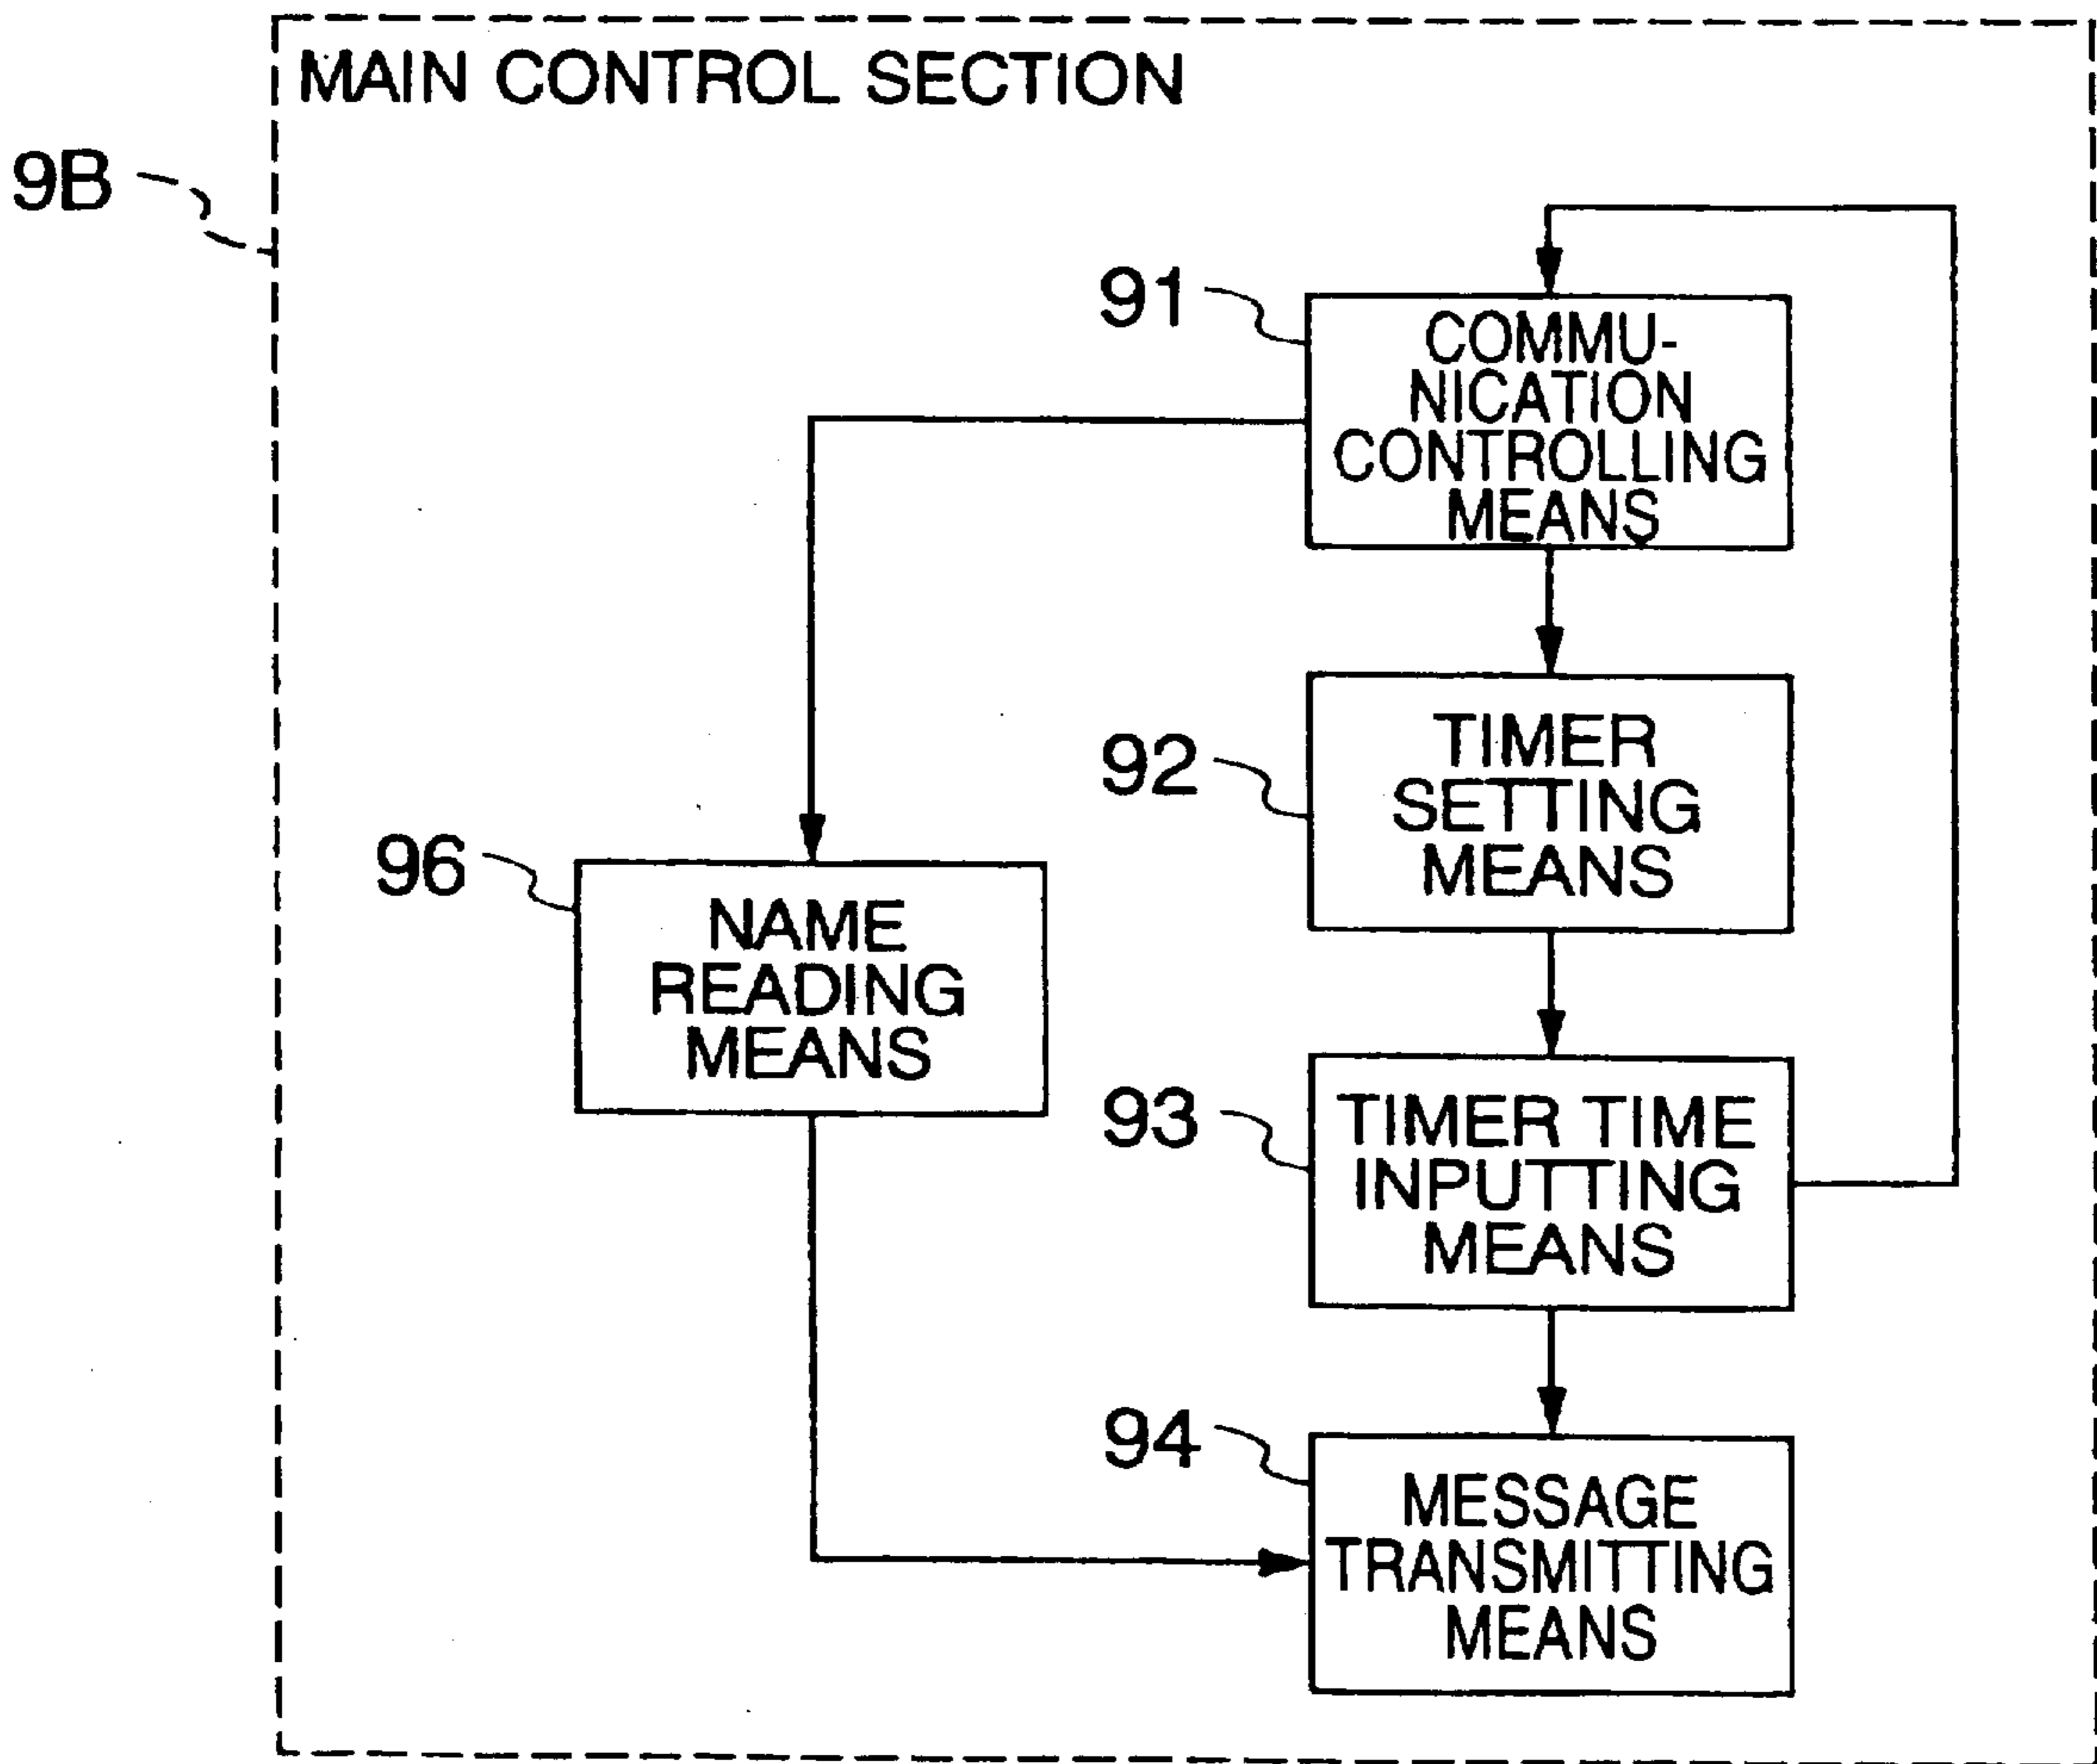 MAIN CONTROL SECTION
9B
91
COMMU-
NICATION
CONTROLLING
MEANS
92
TIMER
SETTING
MEANS
96
NAME
READING
MEANS
93
TIMER TIME
INPUTTING
MEANS
94
MESSAGE
TRANSMITTING
MEANS